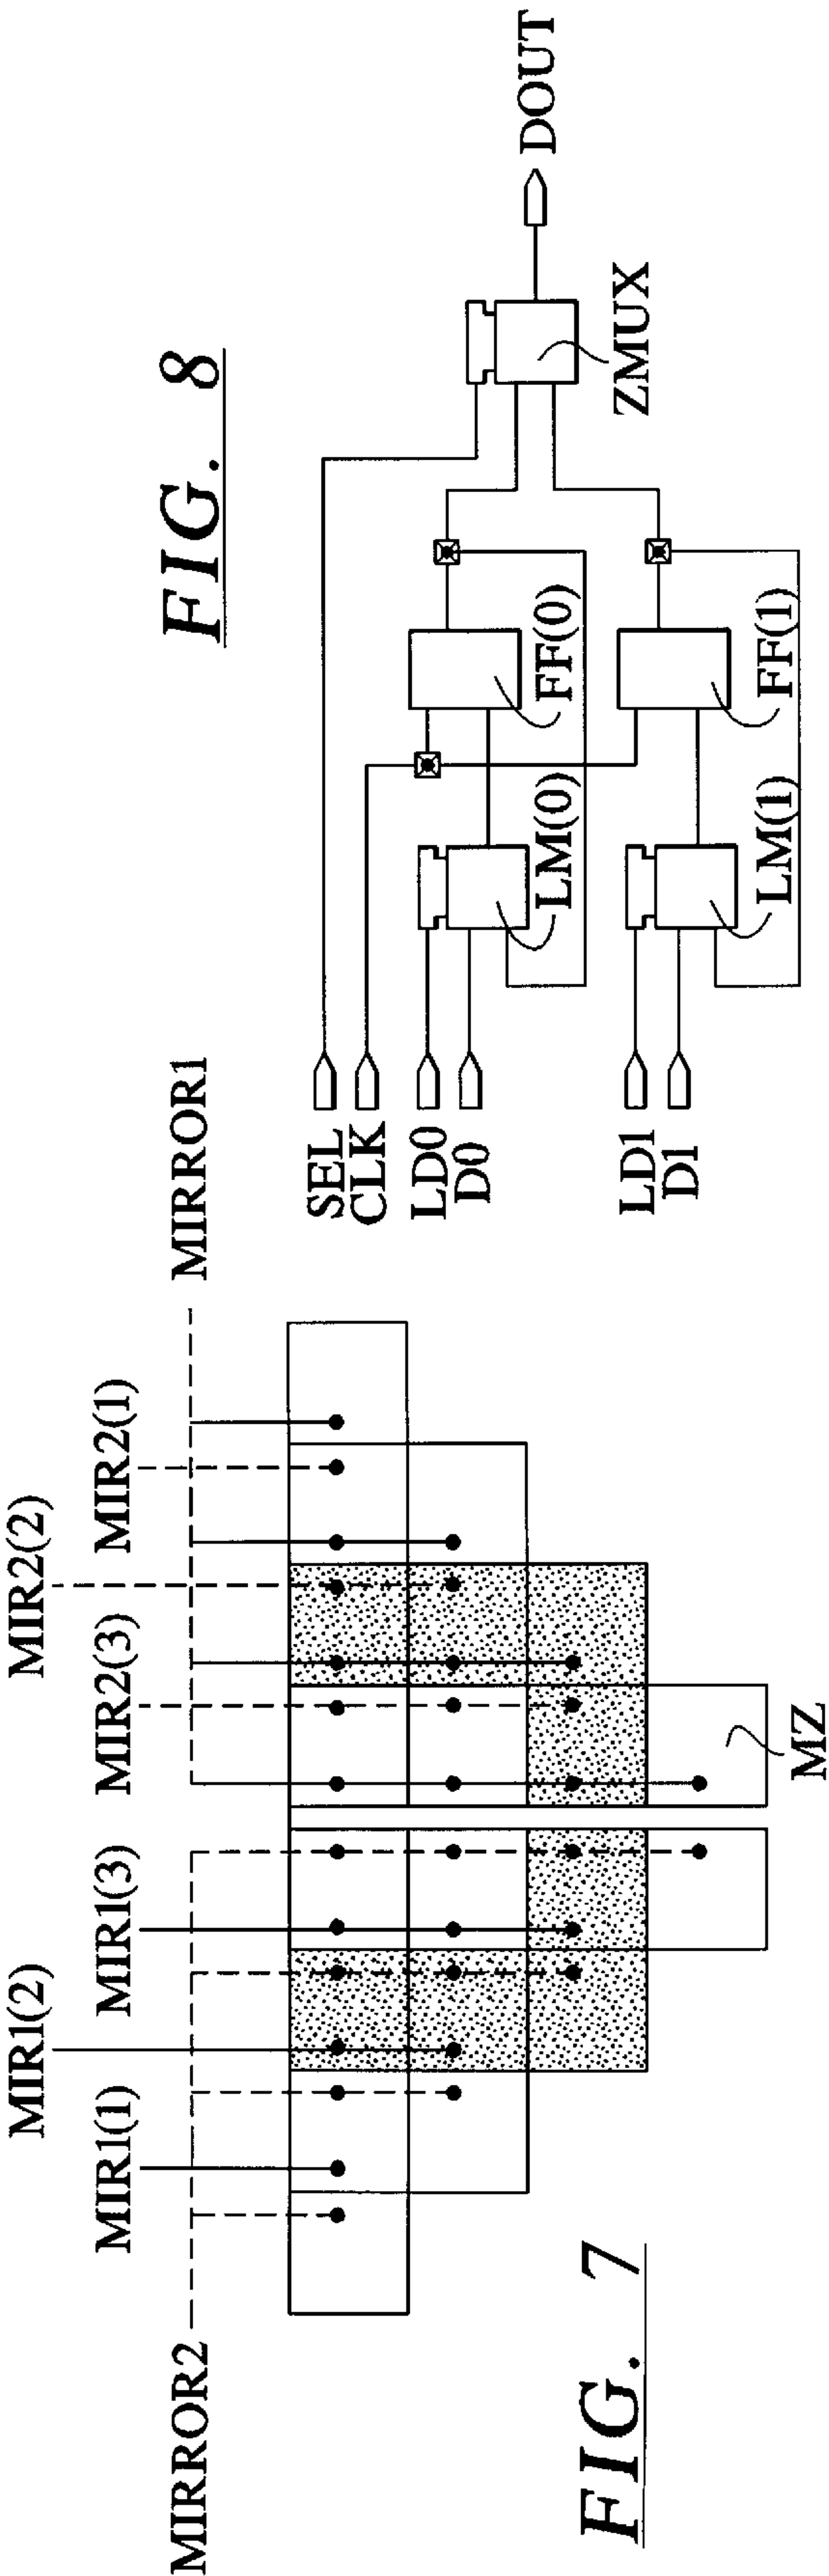 FIG. 7
MIRROR2
MIR1(1)
MIR1(2)
MIR1(3)
MIR2(3)
MIR2(2)
MIR2(1)
MIRROR1
MZ
FIG. 8
SEL
CLK
LD0
D0
LD1
D1
LM(0)
FF(0)
LM(1)
FF(1)
ZMUX
DOUT